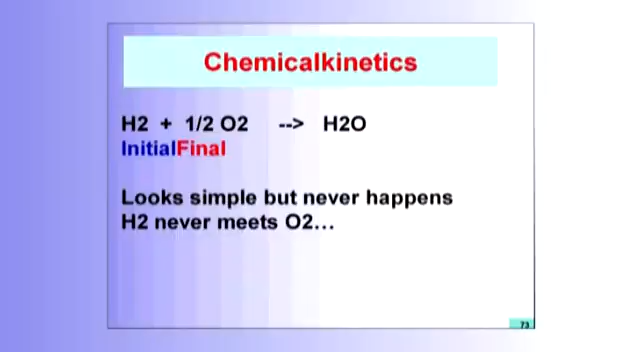 Chemicalkinetics
H2 + 1/2 O2 --> H2O
InitialFinal
Looks simple but never happens
H2 never meets O2...
73